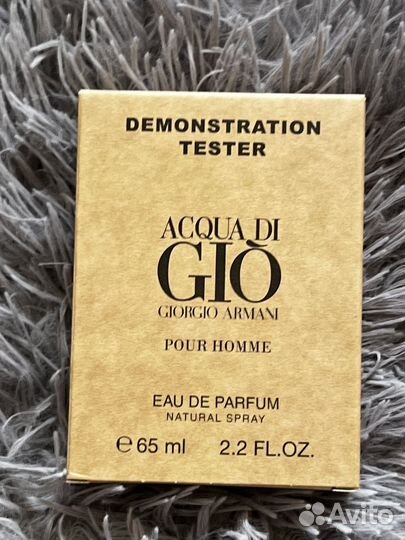 DEMONSTRATION
TESTER
ACQUA DI
GIÒ
GIORGIO ARMANI
POUR HOMME
EAU DE PARFUM
NATURAL SPRAY
℮ 65 ml 2.2 FL.OZ.
Avito